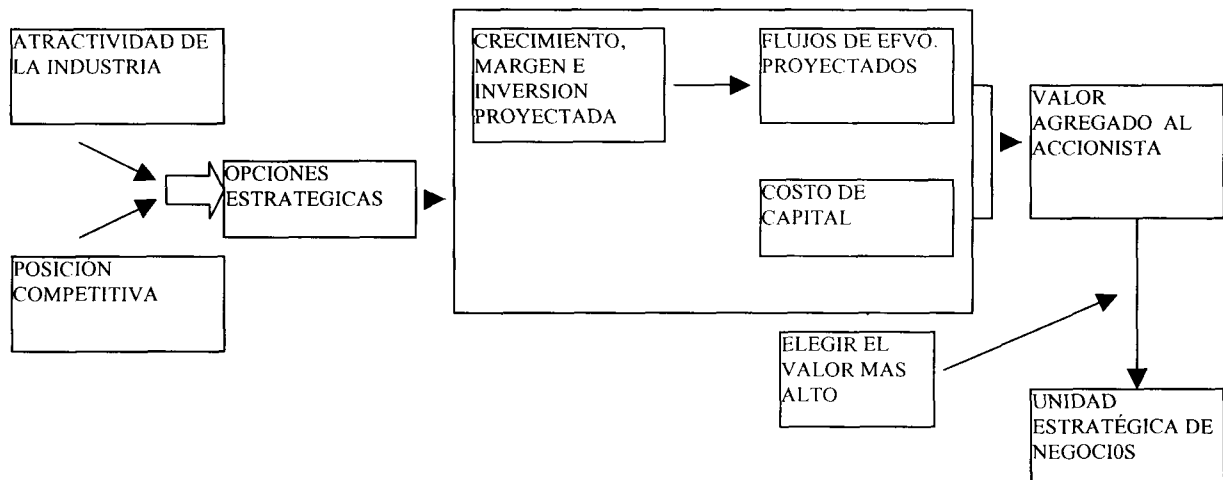 ATRACTIVIDAD DE
LA INDUSTRIA
CRECIMIENTO,
MARGEN E
INVERSION
PROYECTADA
FLUJOS DE EFVO.
PROYECTADOS
VALOR
AGREGADO AL
ACCIONISTA
OPCIONES
ESTRATEGICAS
COSTO DE
CAPITAL
POSICIÓN
COMPETITIVA
ELEGIR EL
VALOR MAS
ALTO
UNIDAD
ESTRATÉGICA DE
NEGOCI0S